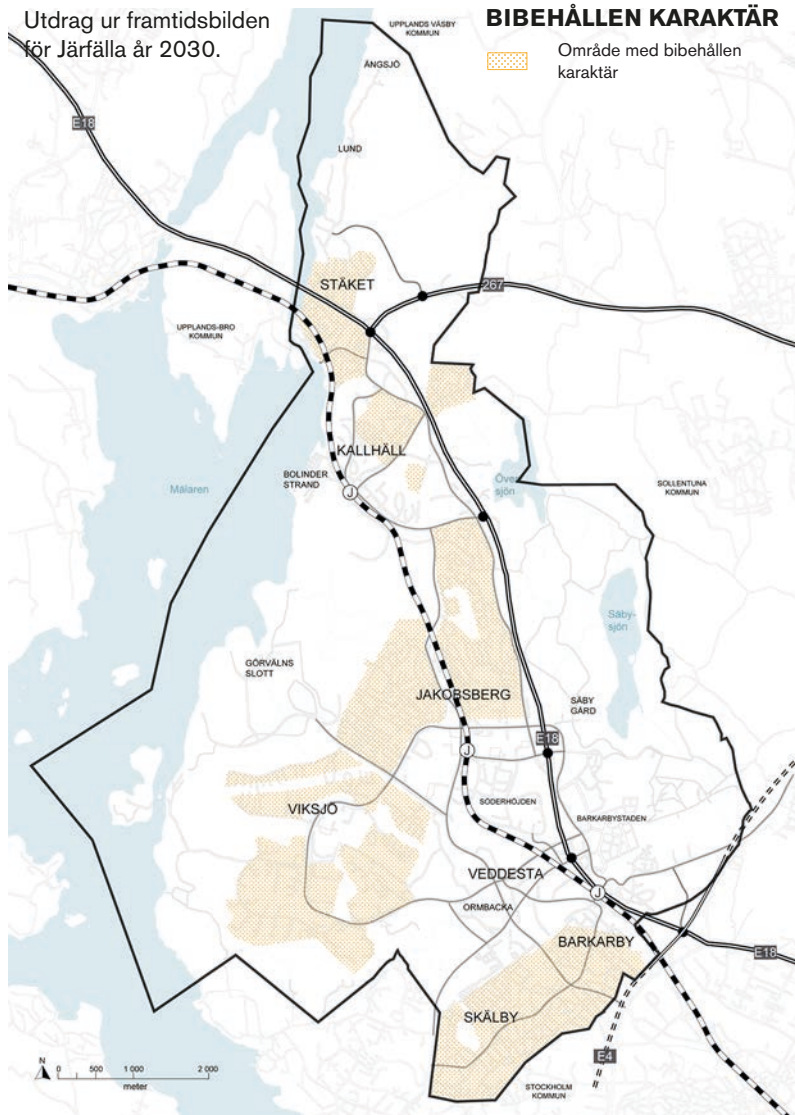 Utdrag ur framtidsbilden
för Järfälla år 2030.
BIBEHÅLLEN KARAKTÄR
Område med bibehållen
karaktär
UPPLANDS VÄSBY
KOMMUN
ÄNGSJÖ
E18
LUND
STÄKET
267
UPPLANDS-BRO
KOMMUN
KALLHÄLL
BOLINDER
STRAND
Mälaren
J
Över
sjön
SOLLENTUNA
KOMMUN
Säby-
sjön
GÖRVÄLNS
SLOTT
JAKOBSBERG
SÄBY
GÅRD
E18
J
VIKSJÖ
SÖDERHÖJDEN
BARKARBYSTADEN
VEDDESTA
J
ORMBACKA
BARKARBY
E18
SKÄLBY
E4
N
0 500 1 000 2 000
meter
STOCKHOLM
KOMMUN